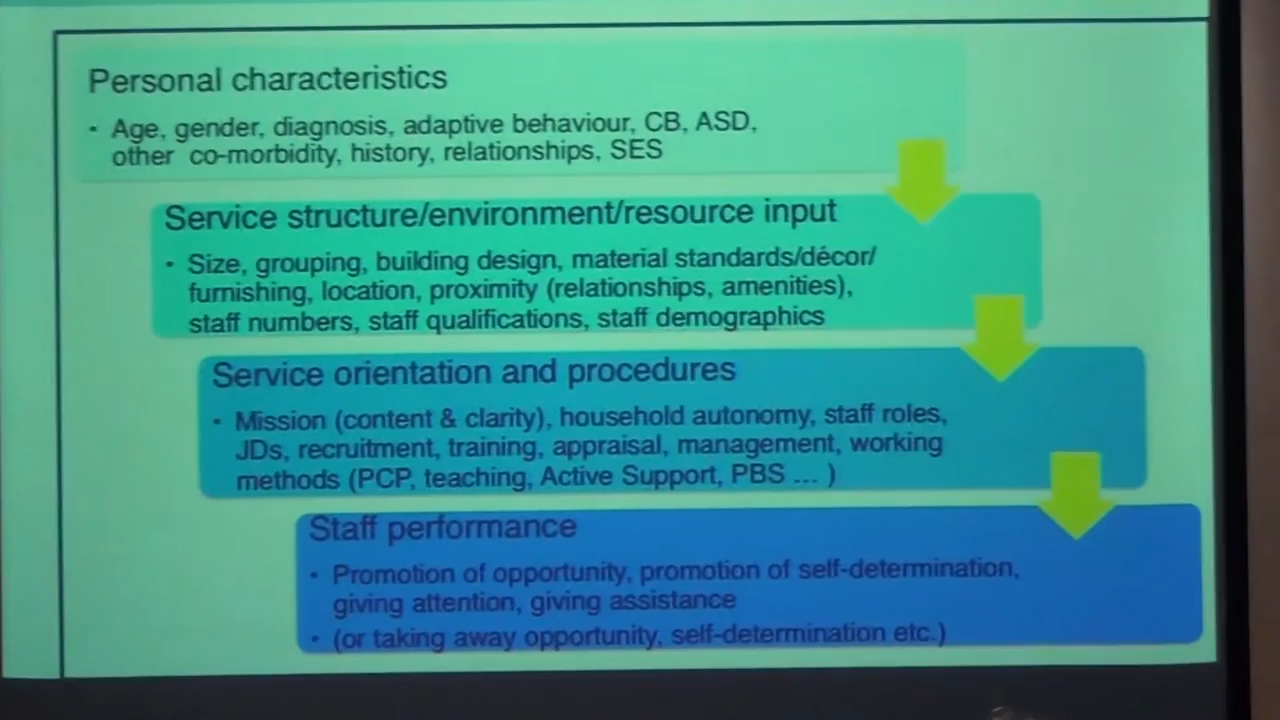 Personal characteristics
• Age, gender, diagnosis, adaptive behaviour, CB, ASD,
other co-morbidity, history, relationships, SES
Service structure/environment/resource input
• Size, grouping, building design, material standards/décor/
furnishing, location, proximity (relationships, amenities),
staff numbers, staff qualifications, staff demographics
Service orientation and procedures
• Mission (content & clarity), household autonomy, staff roles,
JDs, recruitment, training, appraisal, management, working
methods (PCP, teaching, Active Support, PBS ... )
Staff performance
• Promotion of opportunity, promotion of self-determination,
giving attention, giving assistance
• (or taking away opportunity, self-determination etc.)